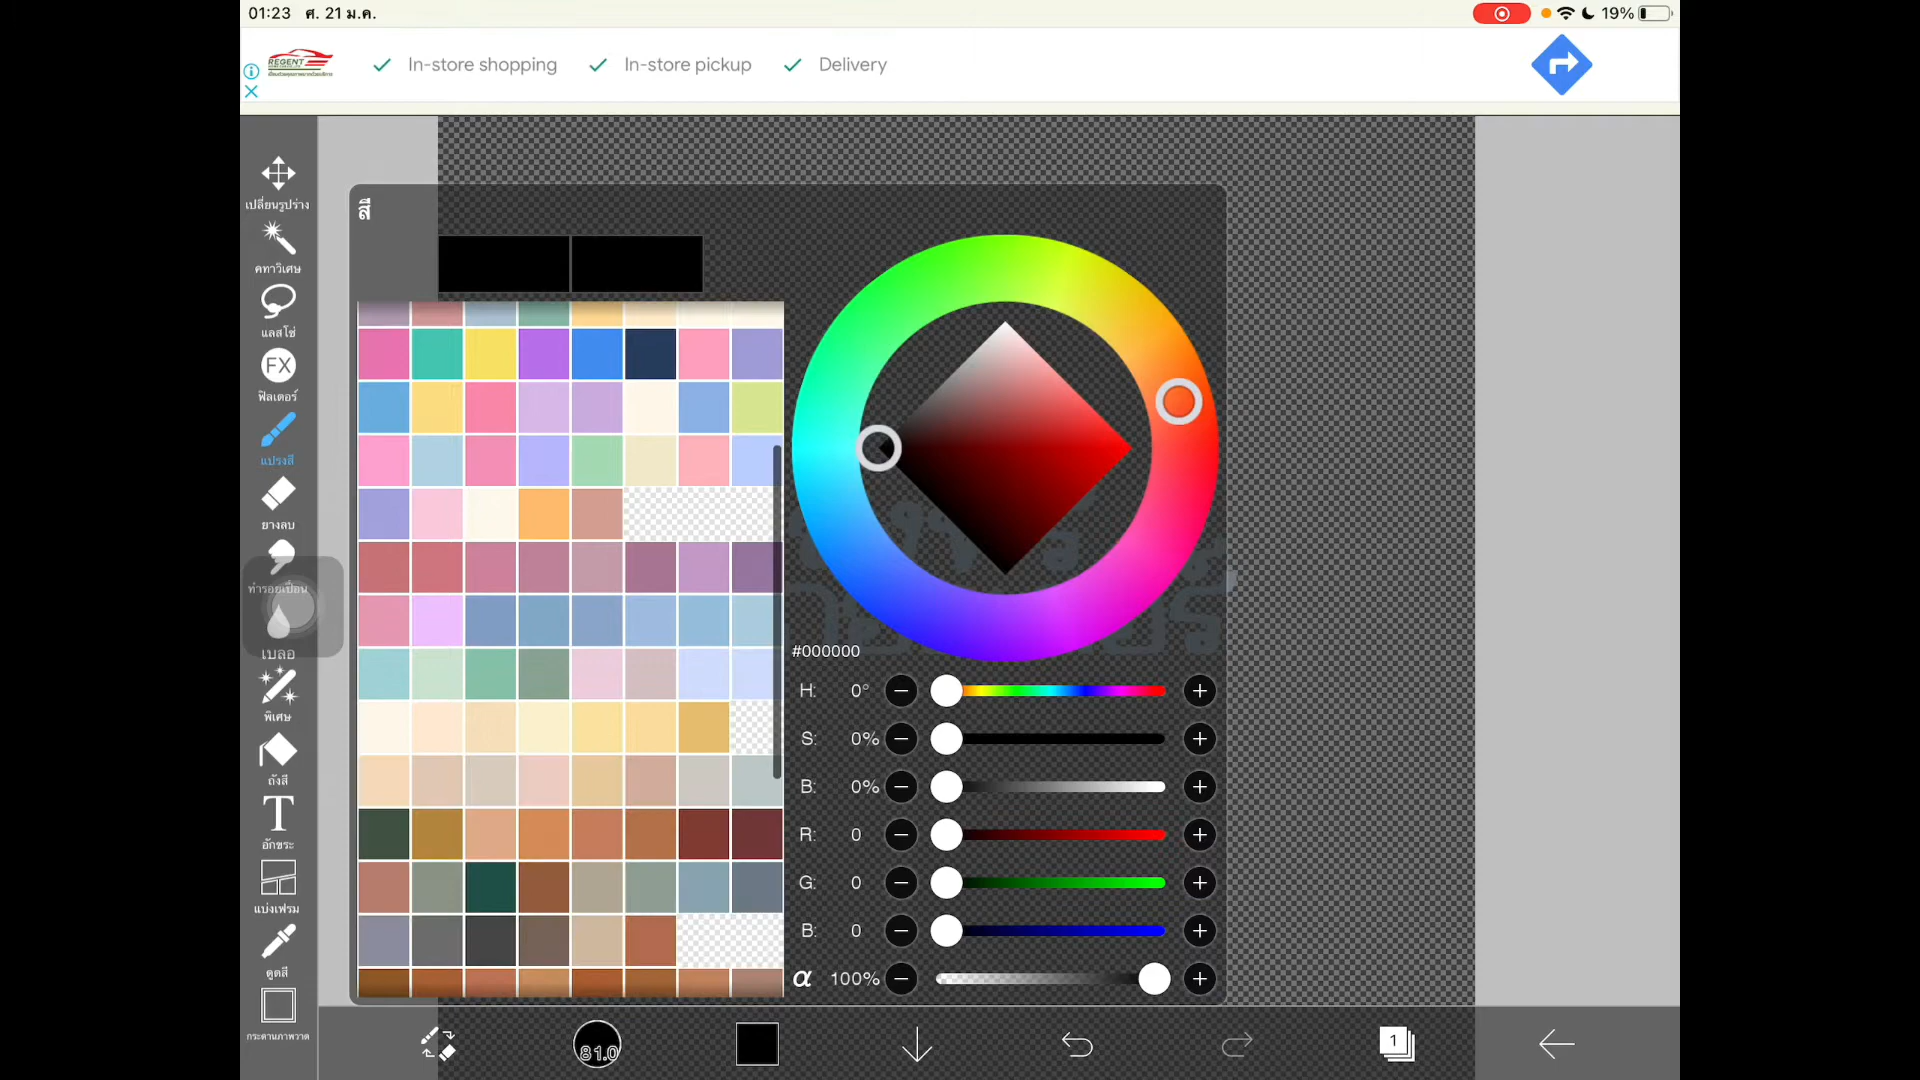 01:23 ศ. 21 ม.ค.
19%
REGENT
In-store shopping
In-store pickup
Delivery
เปลี่ยนรูปร่าง
คทาวิเศษ
แลสโซ่
FX
ฟิลเตอร์
แปรงสี
ยางลบ
ทำรอยเปื้อน
เบลอ
พิเศษ
ถังสี
T
อักขระ
แบ่งเฟรม
ดูดสี
กระดานภาพวาด
สี
#000000
H: 0°
S: 0%
B: 0%
R: 0
G: 0
B: 0
α 100%
81.0
1